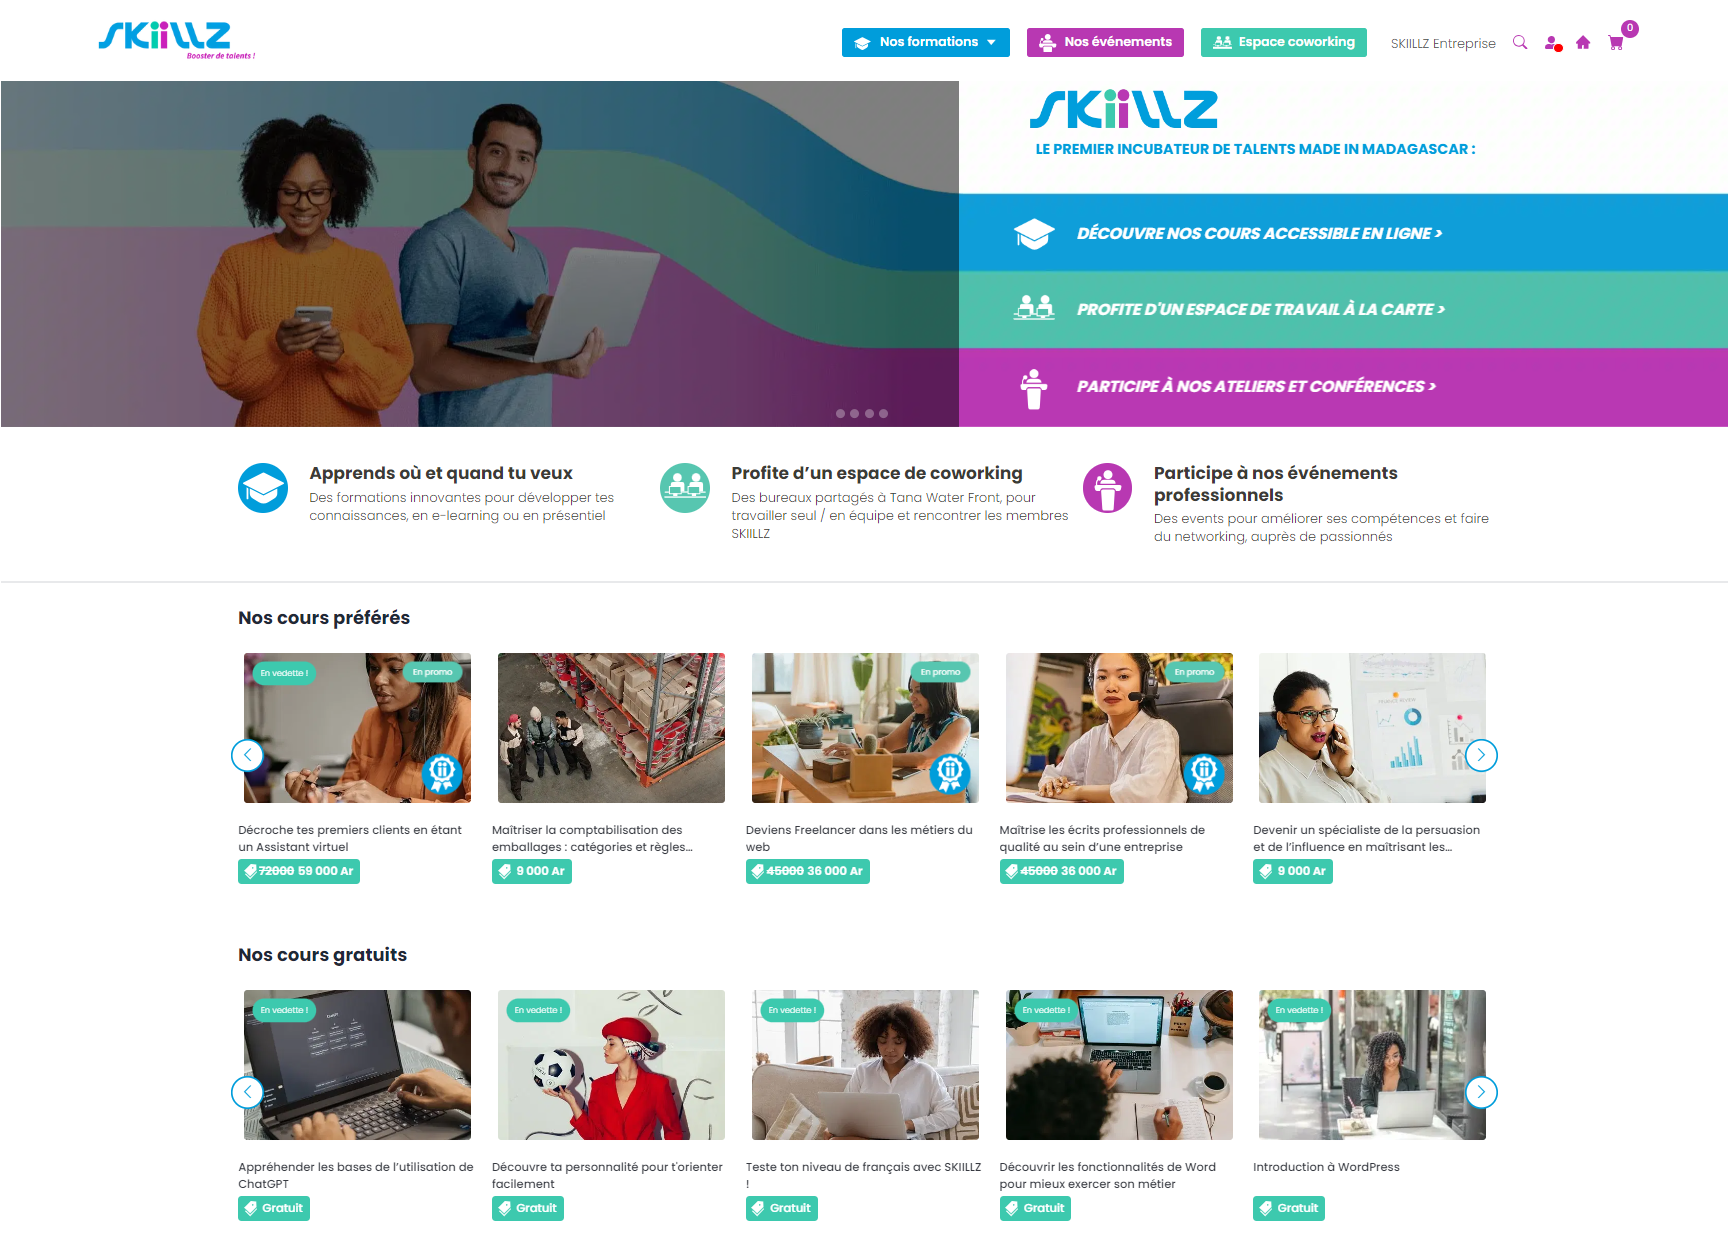 SKIILLZ
Booster de talents !
Nos formations
Nos événements
Espace coworking
SKIILLZ Entreprise
0
SKIILLZ
LE PREMIER INCUBATEUR DE TALENTS MADE IN MADAGASCAR :
DÉCOUVRE NOS COURS ACCESSIBLE EN LIGNE >
PROFITE D'UN ESPACE DE TRAVAIL À LA CARTE >
PARTICIPE À NOS ATELIERS ET CONFÉRENCES >
Apprends où et quand tu veux
Des formations innovantes pour développer tes
connaissances, en e-learning ou en présentiel
Profite d’un espace de coworking
Des bureaux partagés à Tana Water Front, pour
travailler seul / en équipe et rencontrer les membres
SKIILLZ
Participe à nos événements
professionnels
Des events pour améliorer ses compétences et faire
du networking, auprès de passionnés
Nos cours préférés
En vedette !
En promo
En promo
En promo
Décroche tes premiers clients en étant
un Assistant virtuel
72000 59 000 Ar
Maîtriser la comptabilisation des
emballages : catégories et règles...
9 000 Ar
Deviens Freelancer dans les métiers du
web
45000 36 000 Ar
Maîtrise les écrits professionnels de
qualité au sein d’une entreprise
45000 36 000 Ar
Devenir un spécialiste de la persuasion
et de l’influence en maîtrisant les...
9 000 Ar
Nos cours gratuits
En vedette !
En vedette !
En vedette !
En vedette !
En vedette !
Appréhender les bases de l’utilisation de
ChatGPT
Gratuit
Découvre ta personnalité pour t'orienter
facilement
Gratuit
Teste ton niveau de français avec SKIILLZ
!
Gratuit
Découvrir les fonctionnalités de Word
pour mieux exercer son métier
Gratuit
Introduction à WordPress
Gratuit